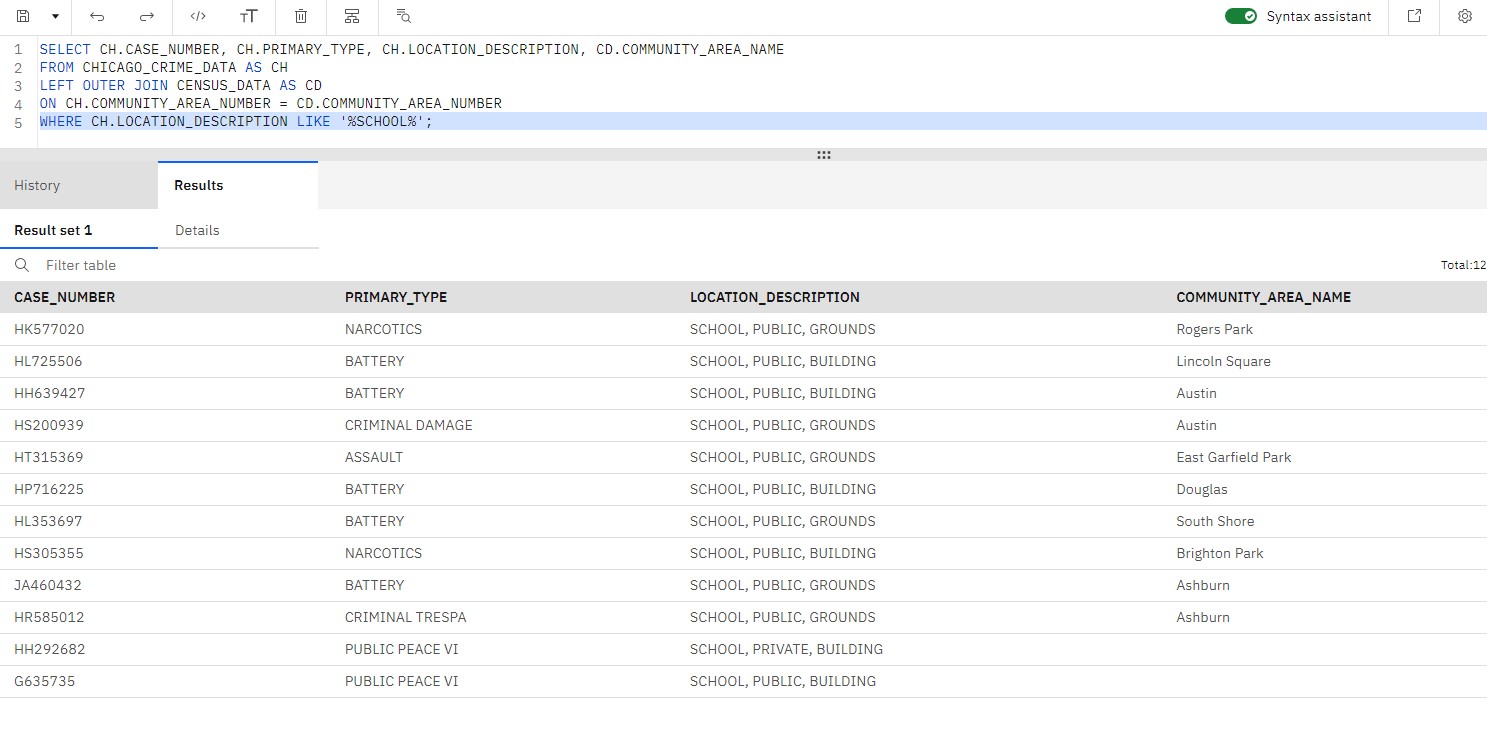 Syntax assistant
1 SELECT CH.CASE_NUMBER, CH.PRIMARY_TYPE, CH.LOCATION_DESCRIPTION, CD.COMMUNITY_AREA_NAME
2 FROM CHICAGO_CRIME_DATA AS CH
3 LEFT OUTER JOIN CENSUS_DATA AS CD
4 ON CH.COMMUNITY_AREA_NUMBER = CD.COMMUNITY_AREA_NUMBER
5 WHERE CH.LOCATION_DESCRIPTION LIKE '%SCHOOL%';
History Results
Result set 1 Details
Filter table Total:12
CASE_NUMBER PRIMARY_TYPE LOCATION_DESCRIPTION COMMUNITY_AREA_NAME
HK577020 NARCOTICS SCHOOL, PUBLIC, GROUNDS Rogers Park
HL725506 BATTERY SCHOOL, PUBLIC, BUILDING Lincoln Square
HH639427 BATTERY SCHOOL, PUBLIC, BUILDING Austin
HS200939 CRIMINAL DAMAGE SCHOOL, PUBLIC, GROUNDS Austin
HT315369 ASSAULT SCHOOL, PUBLIC, GROUNDS East Garfield Park
HP716225 BATTERY SCHOOL, PUBLIC, BUILDING Douglas
HL353697 BATTERY SCHOOL, PUBLIC, GROUNDS South Shore
HS305355 NARCOTICS SCHOOL, PUBLIC, BUILDING Brighton Park
JA460432 BATTERY SCHOOL, PUBLIC, GROUNDS Ashburn
HR585012 CRIMINAL TRESPA SCHOOL, PUBLIC, GROUNDS Ashburn
HH292682 PUBLIC PEACE VI SCHOOL, PRIVATE, BUILDING
G635735 PUBLIC PEACE VI SCHOOL, PUBLIC, BUILDING